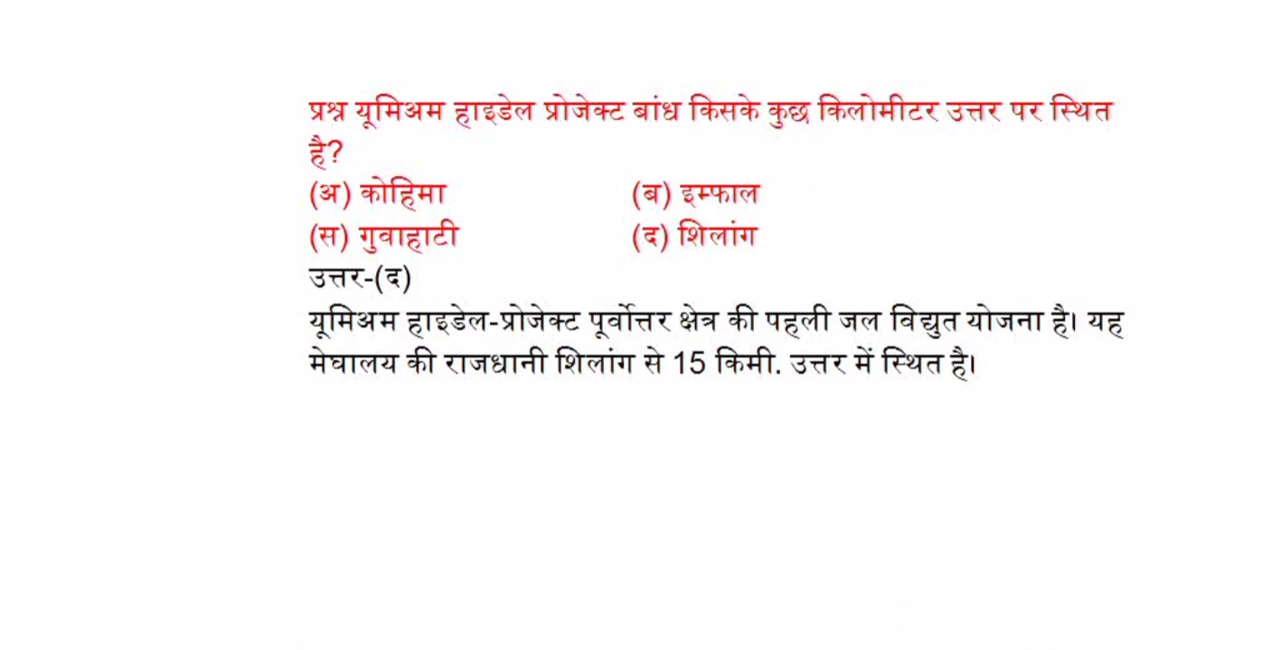 प्रश्न यूमिअम हाइडेल प्रोजेक्ट बांध किसके कुछ किलोमीटर उत्तर पर स्थित
है?
(अ) कोहिमा (ब) इम्फाल
(स) गुवाहाटी (द) शिलांग
उत्तर-(द)
यूमिअम हाइडेल-प्रोजेक्ट पूर्वोत्तर क्षेत्र की पहली जल विद्युत योजना है। यह
मेघालय की राजधानी शिलांग से 15 किमी. उत्तर में स्थित है।